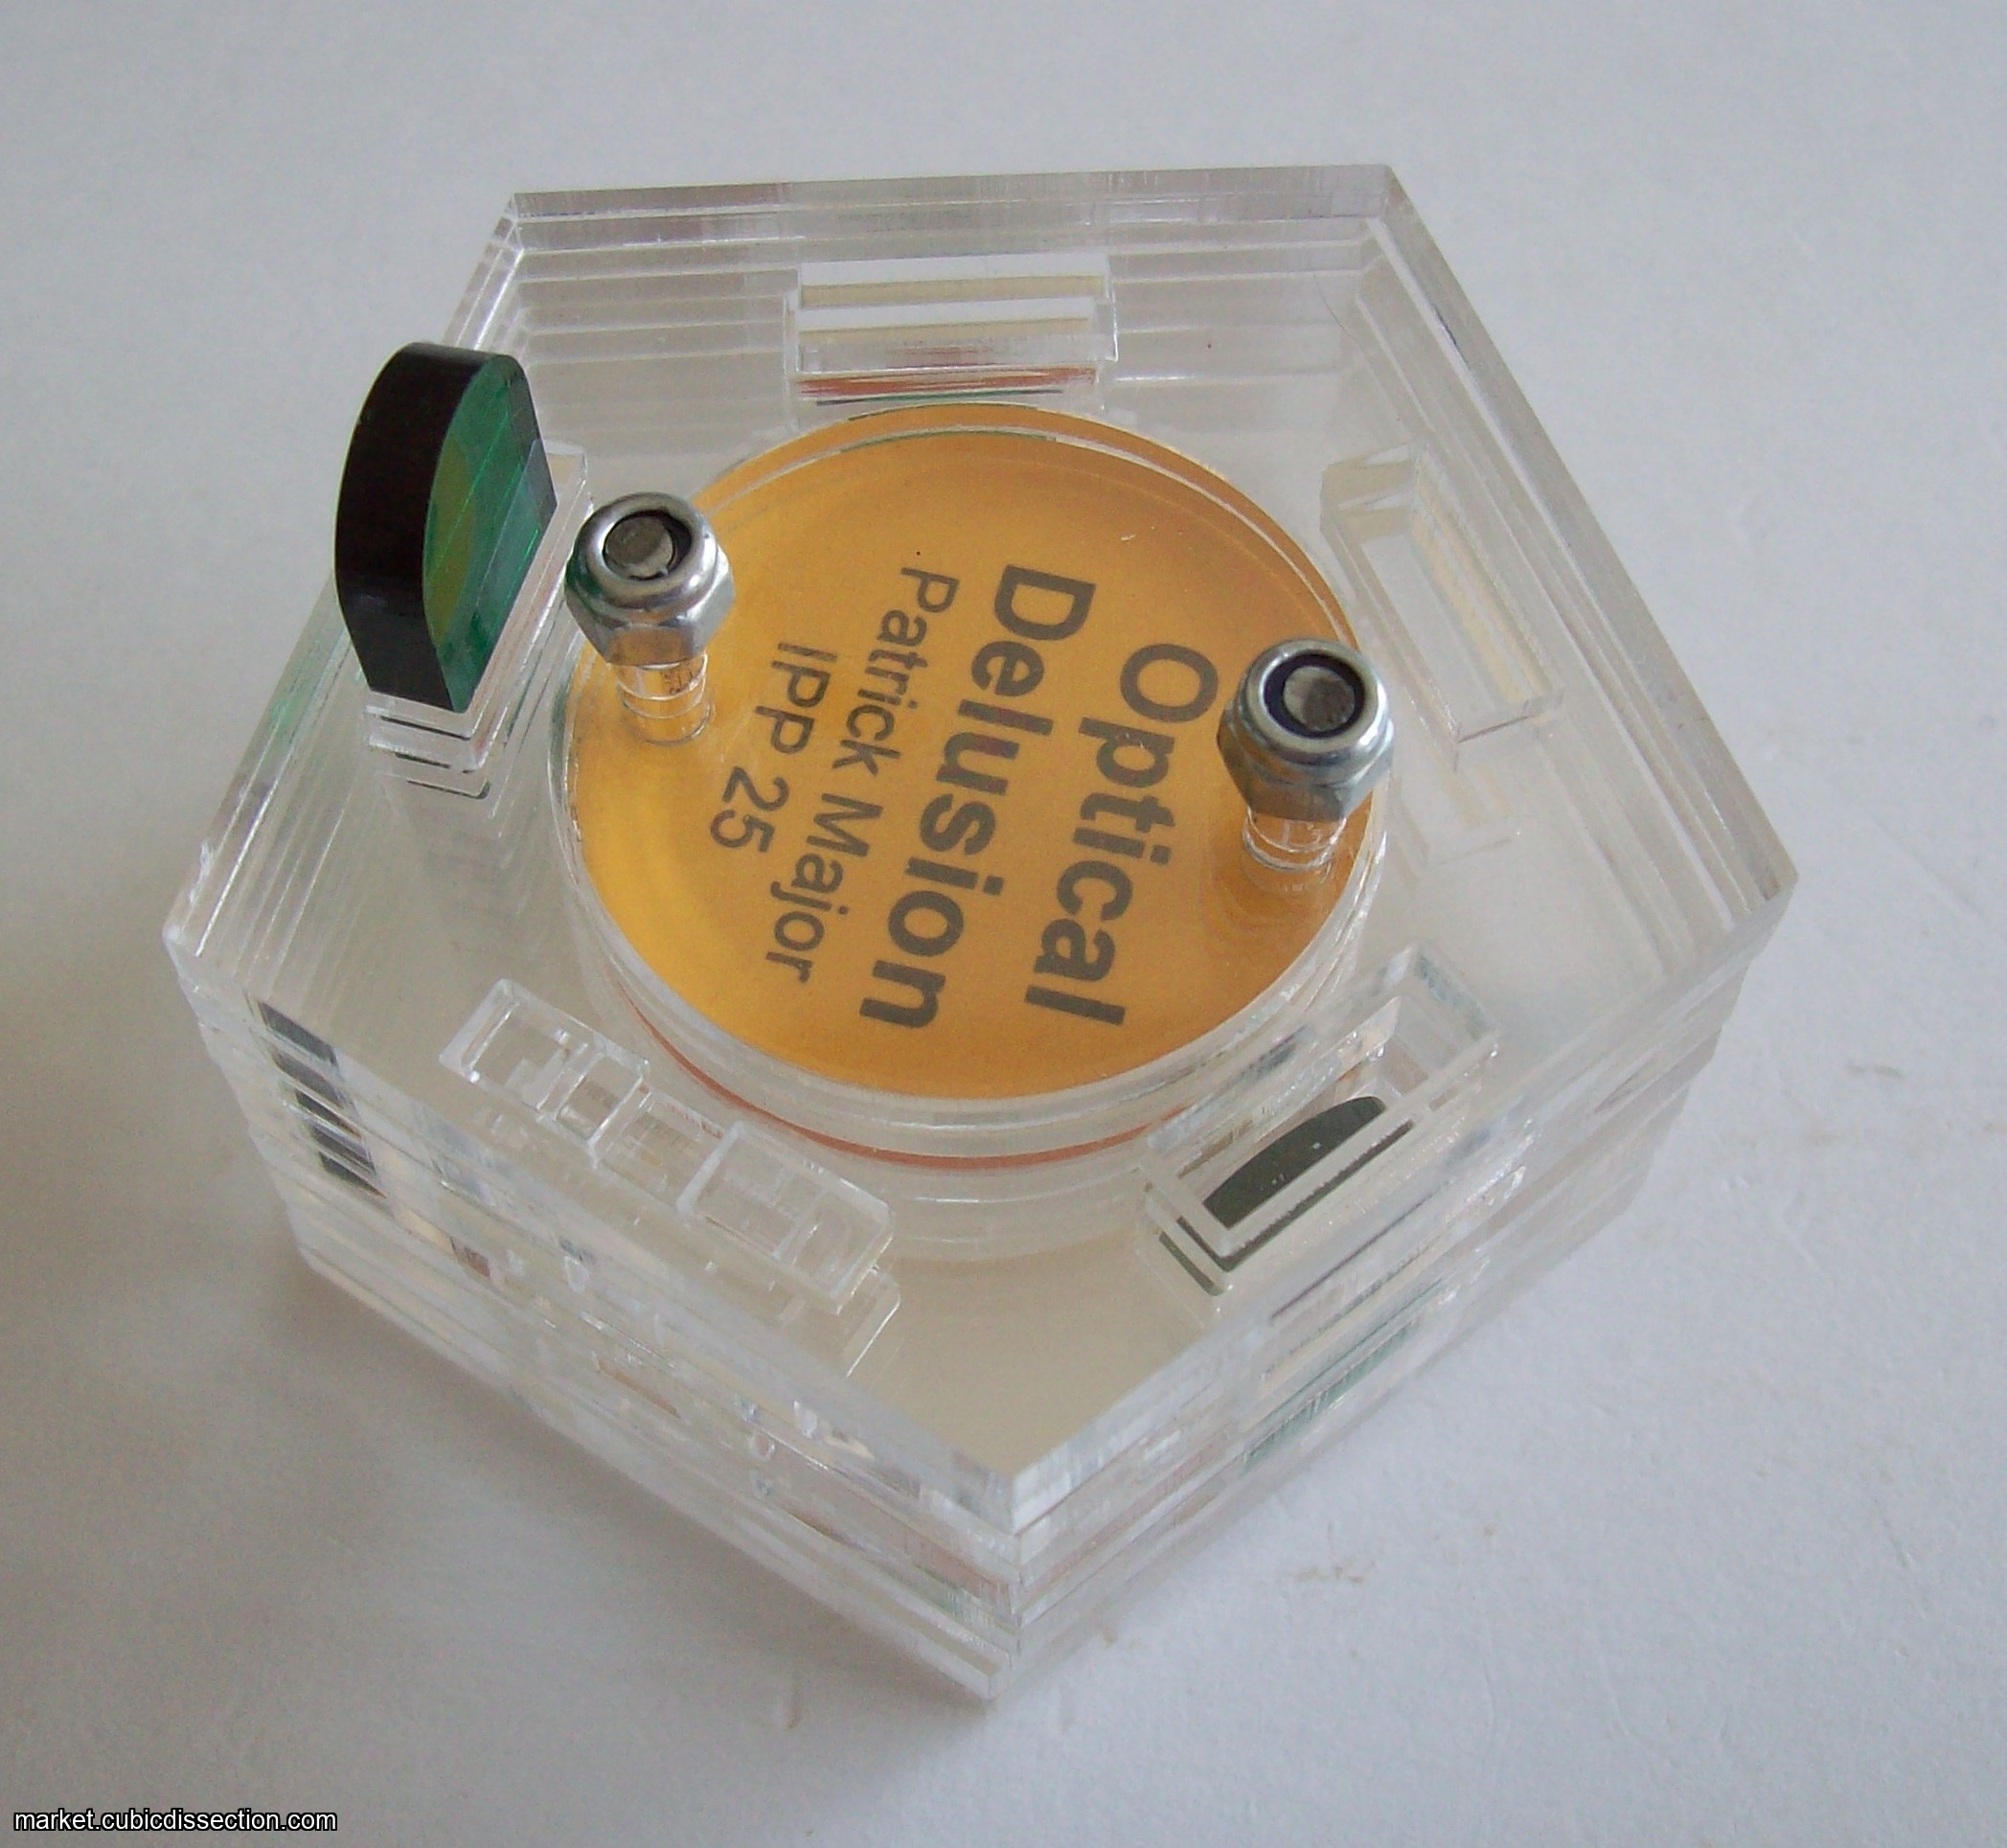 Optical
Delusion
Patrick Major
IPP 25
market.cubicdissection.com